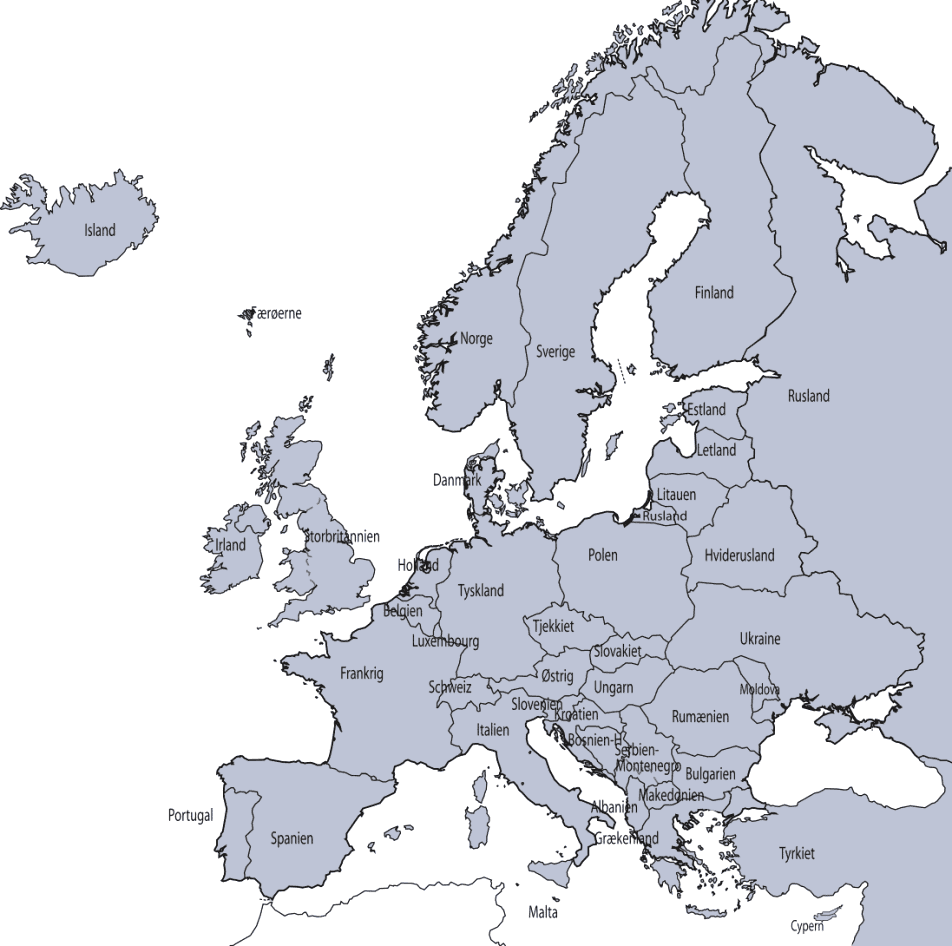 Island
Finland
Færøerne
Norge
Sverige
Rusland
Estland
Letland
Danmark
Litauen
Rusland
Storbritannien
Irland
Polen
Hviderusland
Holland
Tyskland
Belgien
Tjekkiet
Ukraine
Luxembourg
Slovakiet
Frankrig
Østrig
Schweiz
Ungarn
Moldova
Slovenien
Kroatien
Rumænien
Italien
Bosnien-H
Serbien-
Montenegro
Bulgarien
Makedonien
Albanien
Portugal
Spanien
Grækenland
Tyrkiet
Malta
Cypern